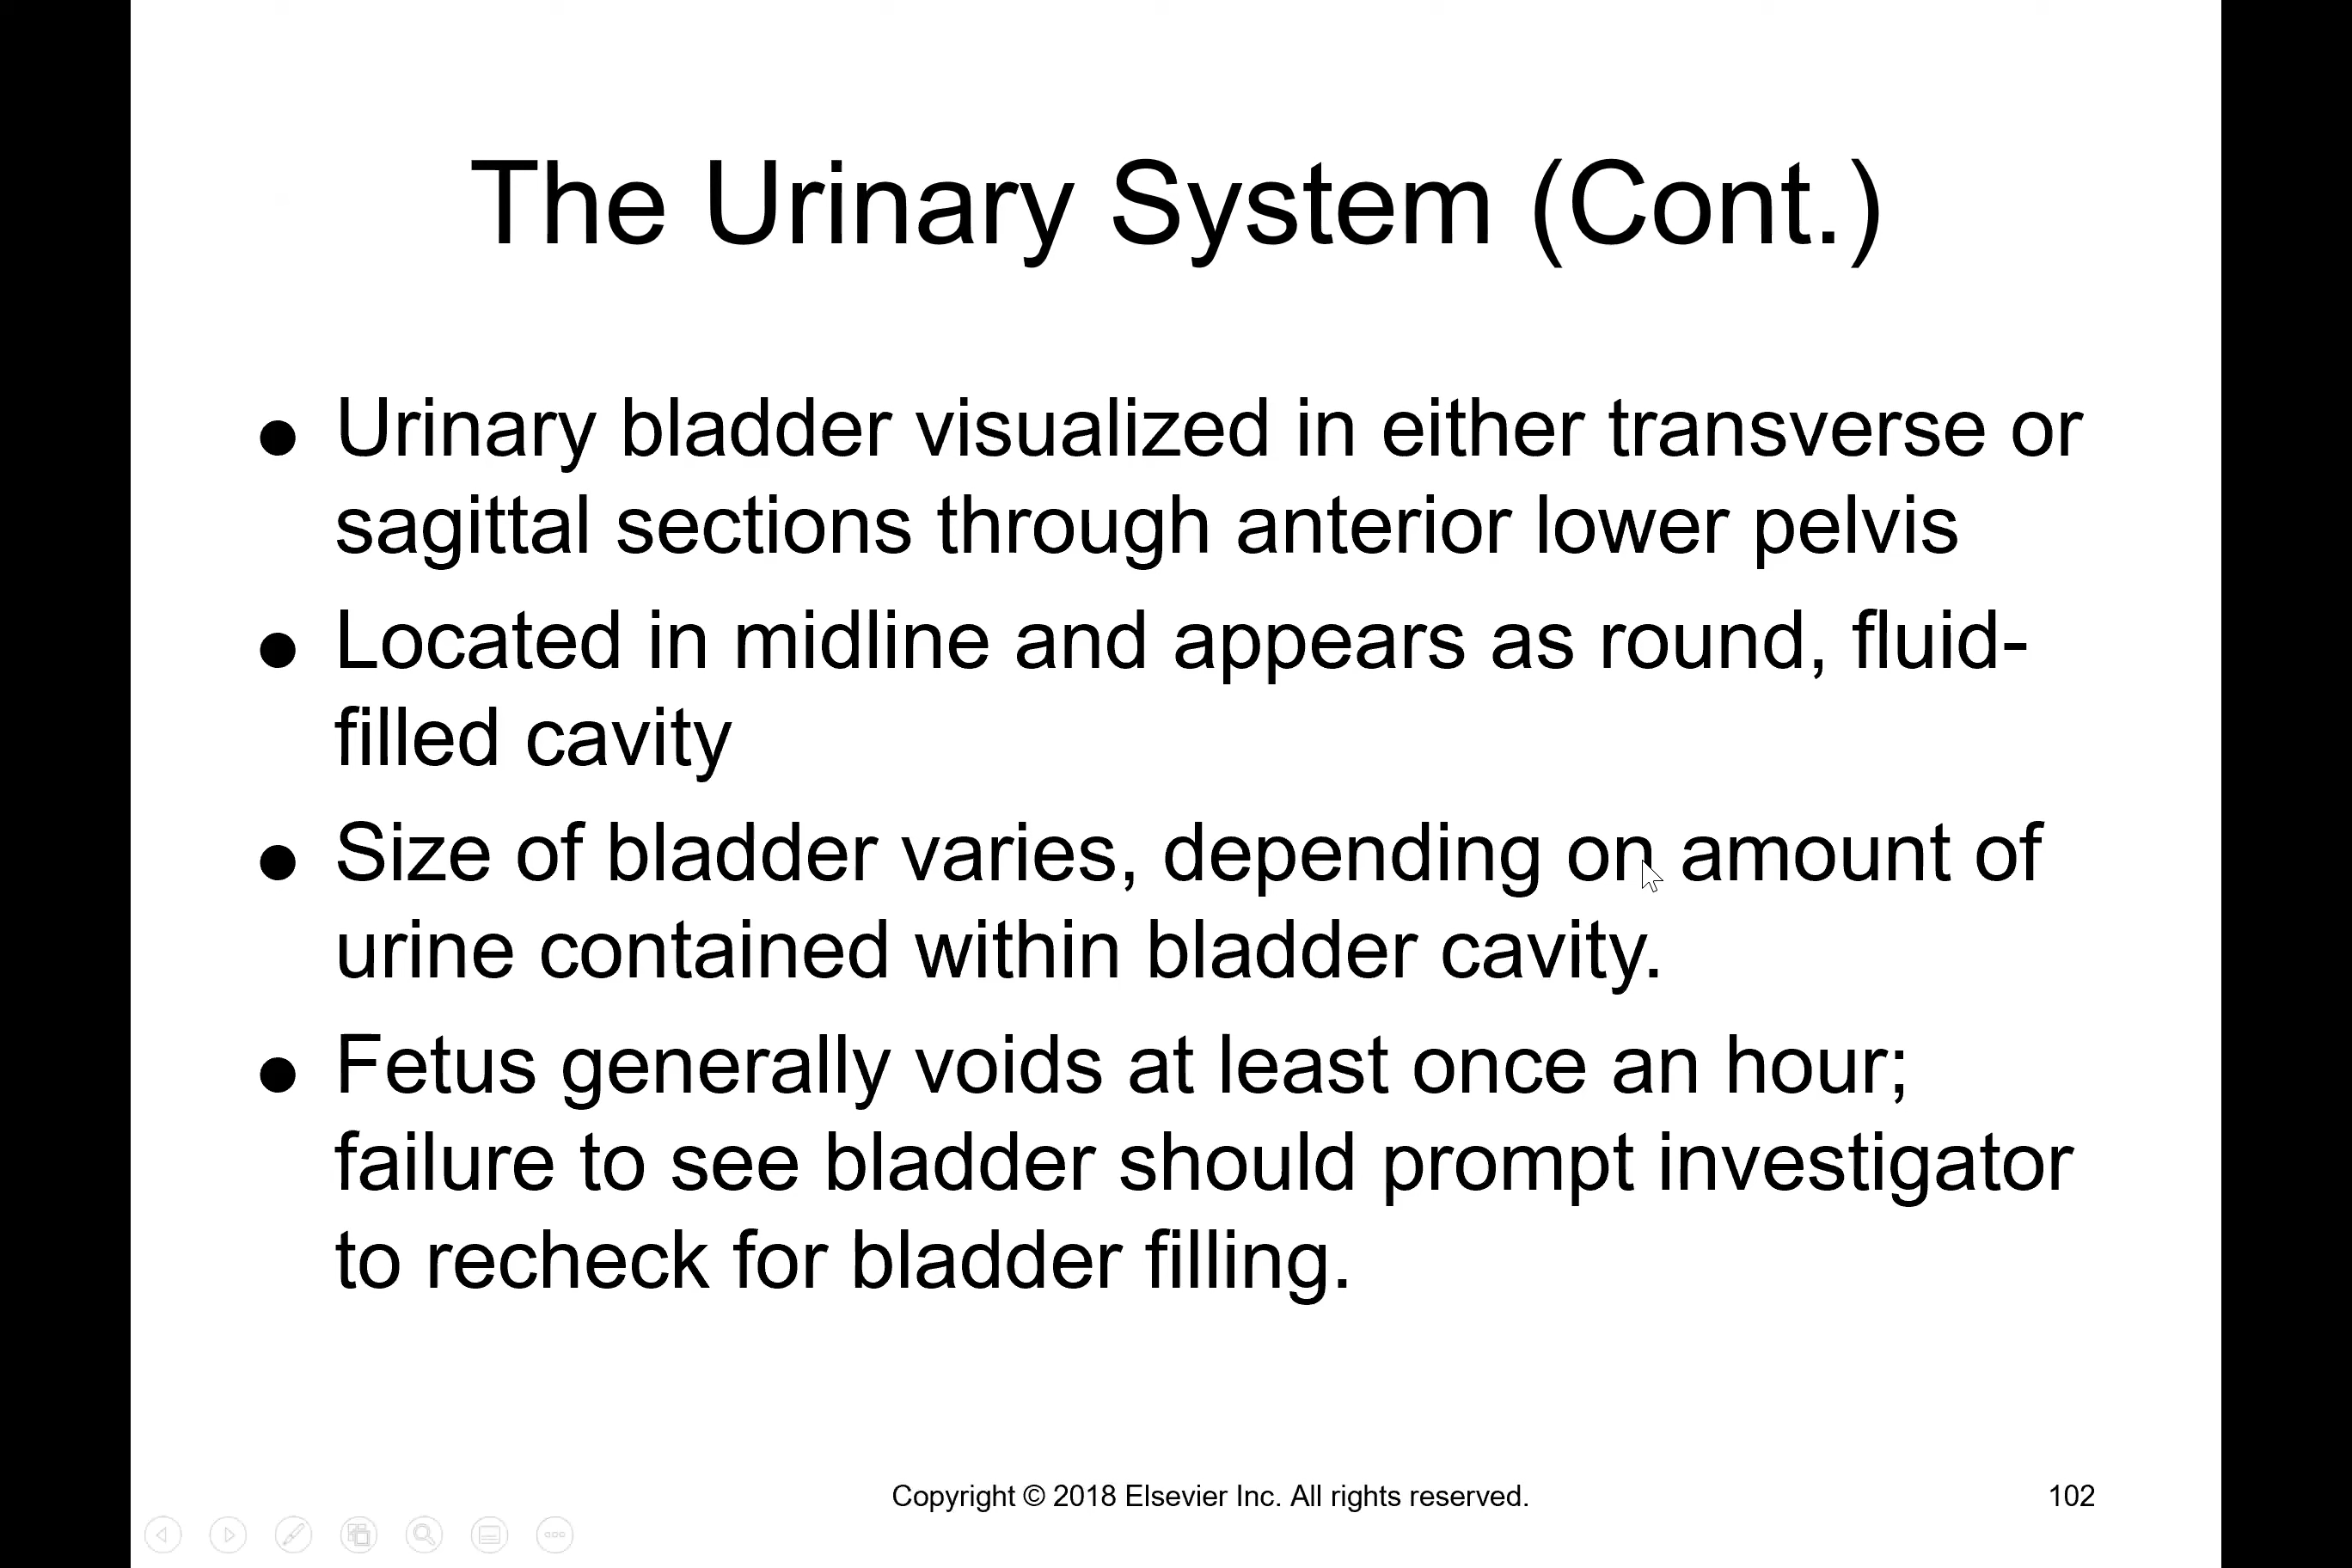 The Urinary System (Cont.)
● Urinary bladder visualized in either transverse or
sagittal sections through anterior lower pelvis
● Located in midline and appears as round, fluid-
filled cavity
● Size of bladder varies, depending on amount of
urine contained within bladder cavity.
● Fetus generally voids at least once an hour;
failure to see bladder should prompt investigator
to recheck for bladder filling.
Copyright © 2018 Elsevier Inc. All rights reserved.
102